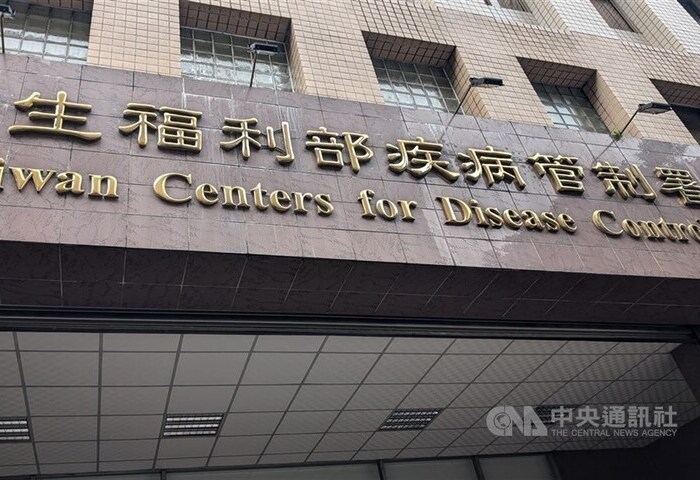 生福利部疾病管制署
iwan Centers for Disease Contro
CNA 中央通訊社
THE CENTRAL NEWS AGENCY